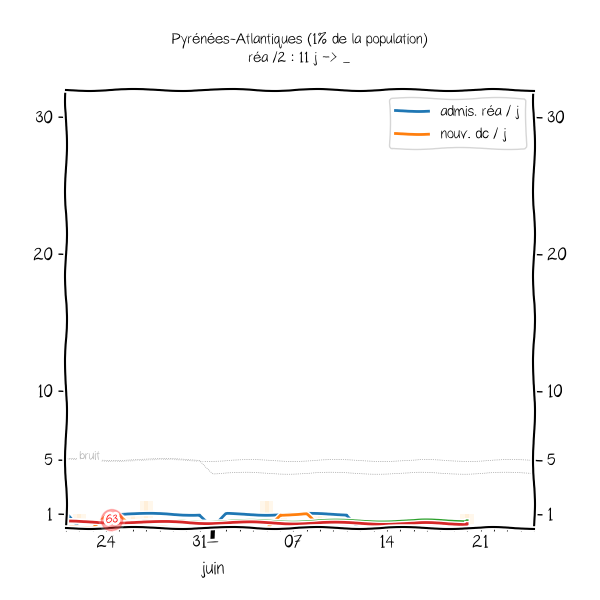 Pyrénées-Atlantiques (1% de la population)
réa /2 : 11 j -> _
admis. réa / j
nouv. dc / j
30
30
20
20
10
10
5
bruit
5
1
63
1
24
31
07
14
21
juin